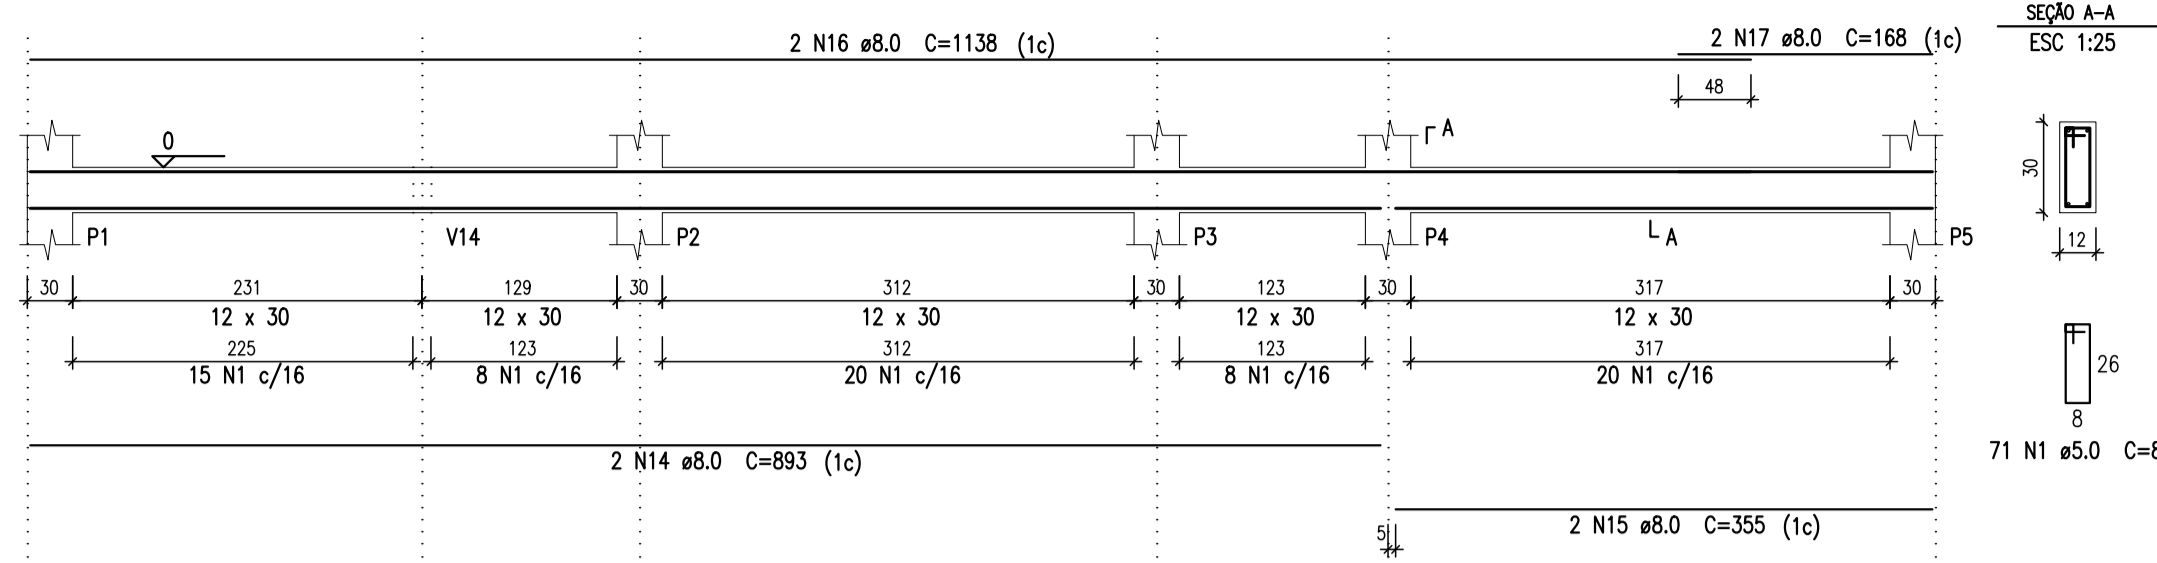 SEÇÃO A-A
ESC 1:25
2 N16 ø8.0 C=1138 (1c)
2 N17 ø8.0 C=168 (1c)
48
0
A
30
12
P1
V14
P2
P3
P4
A
P5
30 231 129 30 312 30 123 30 317 30
12 x 30 12 x 30 12 x 30 12 x 30 12 x 30
225 123 312 123 317
15 N1 c/16 8 N1 c/16 20 N1 c/16 8 N1 c/16 20 N1 c/16
26
8
71 N1 ø5.0 C=
2 N14 ø8.0 C=893 (1c)
2 N15 ø8.0 C=355 (1c)
5